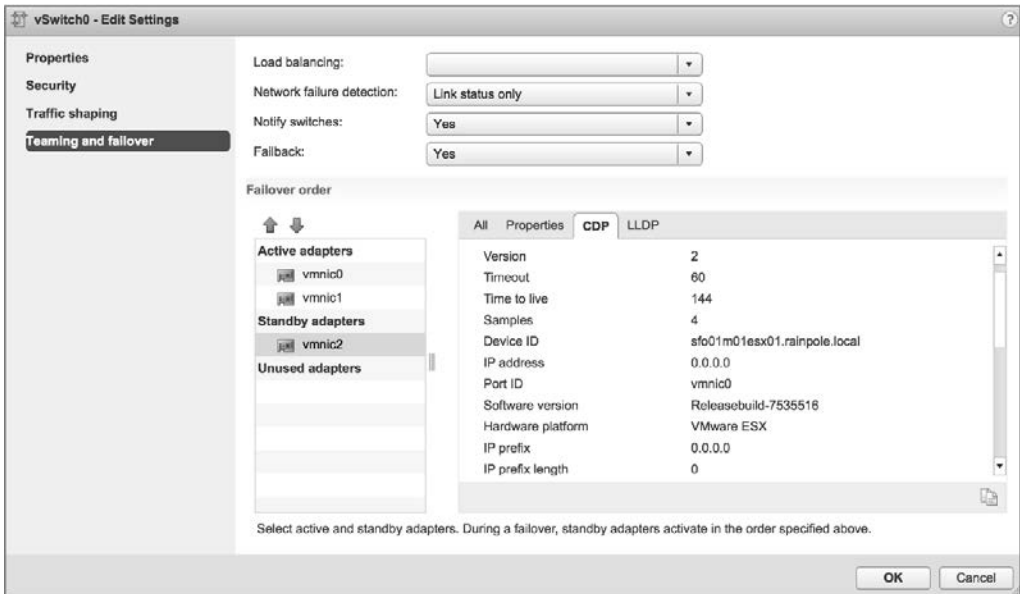 vSwitch0 - Edit Settings
?
Properties
Security
Traffic shaping
Teaming and failover
Load balancing:
Network failure detection: Link status only
Notify switches: Yes
Failback: Yes
Failover order
Active adapters
vmnic0
vmnic1
Standby adapters
vmnic2
Unused adapters
All Properties CDP LLDP
Version 2
Timeout 60
Time to live 144
Samples 4
Device ID sfo01m01esx01.rainpole.local
IP address 0.0.0.0
Port ID vmnic0
Software version Releasebuild-7535516
Hardware platform VMware ESX
IP prefix 0.0.0.0
IP prefix length 0
Select active and standby adapters. During a failover, standby adapters activate in the order specified above.
OK Cancel